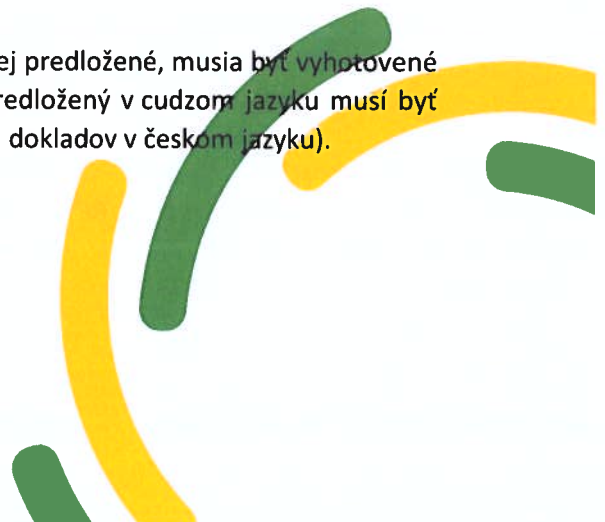 ej predložené, musia byť vyhotovené
redložený v cudzom jazyku musí byť
dokladov v českom jazyku).